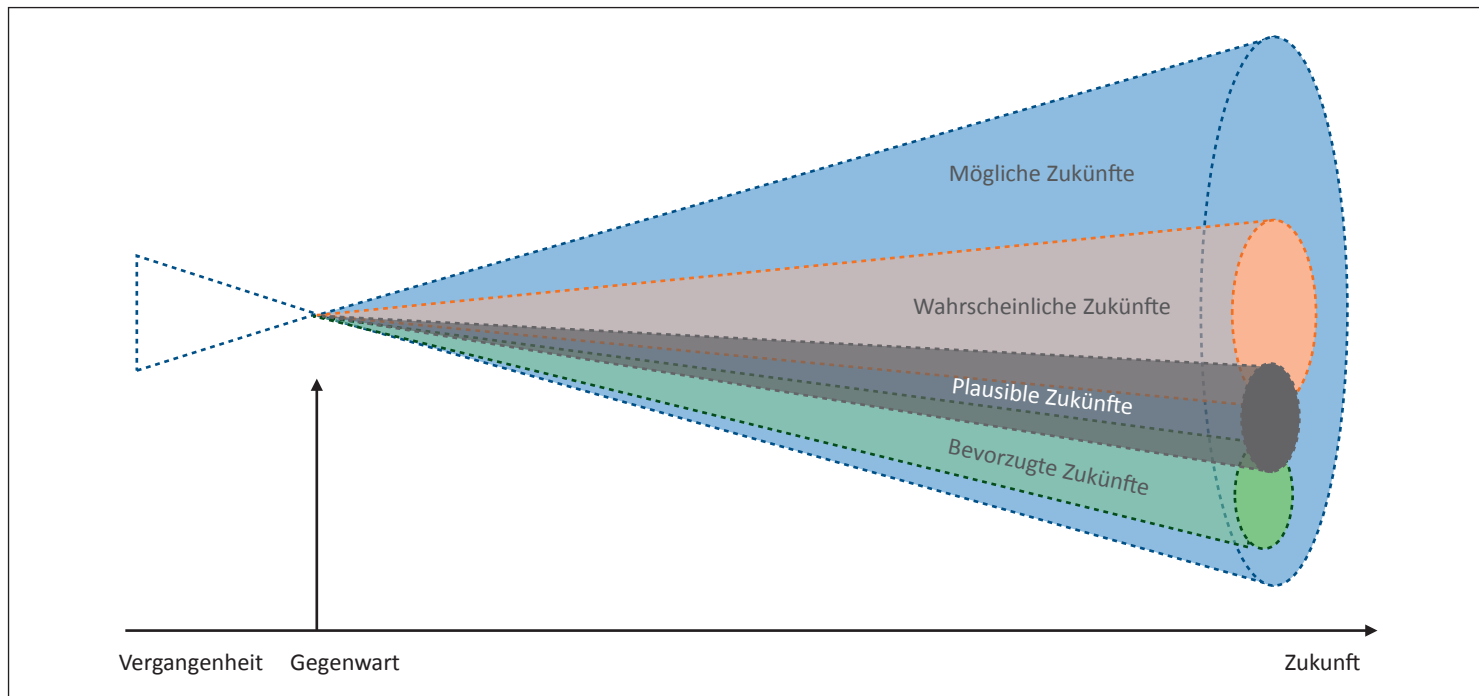 Mögliche Zukünfte
Wahrscheinliche Zukünfte
Plausible Zukünfte
Bevorzugte Zukünfte
Vergangenheit
Gegenwart
Zukunft